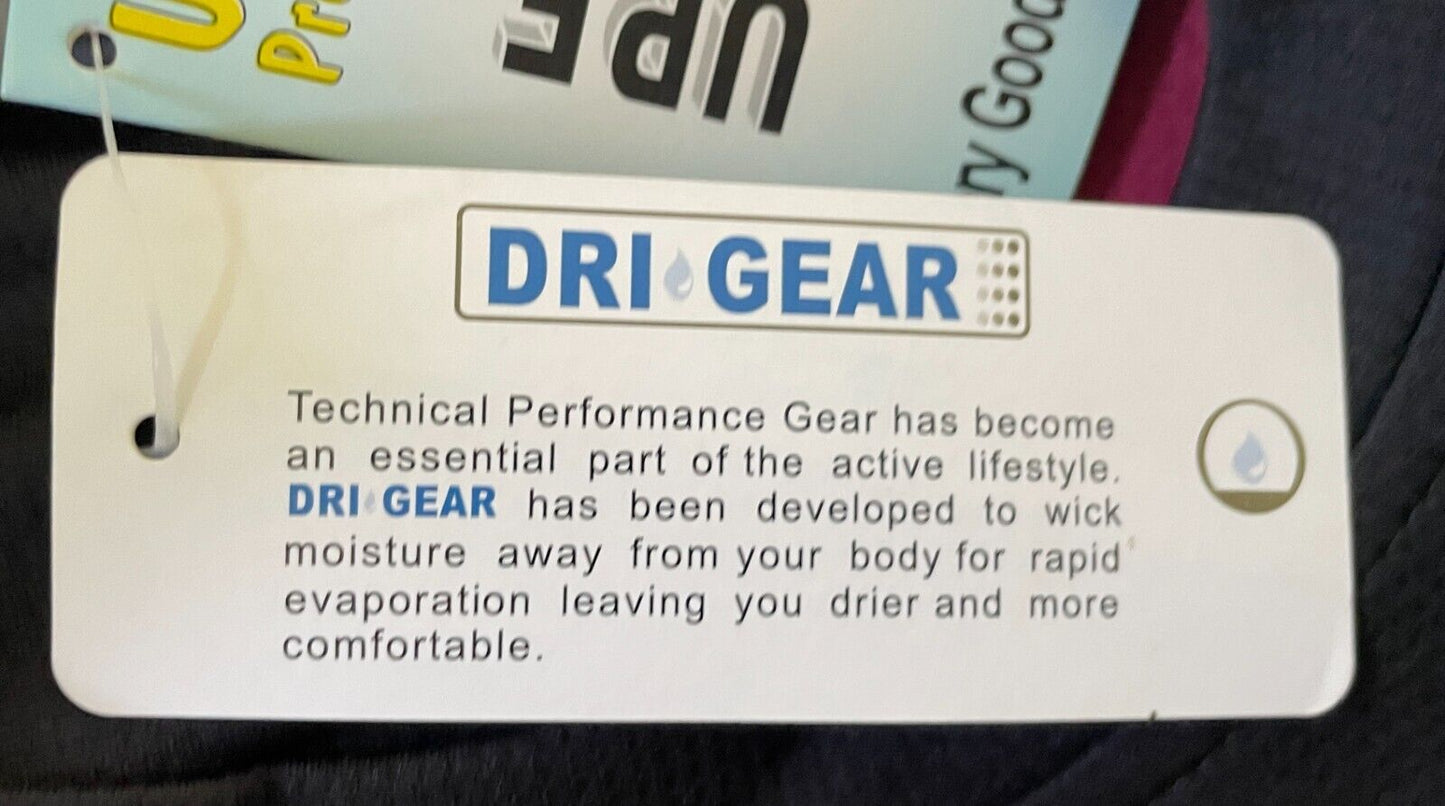 DRI GEAR
Technical Performance Gear has become
an essential part of the active lifestyle.
DRI GEAR has been developed to wick
moisture away from your body for rapid
evaporation leaving you drier and more
comfortable.